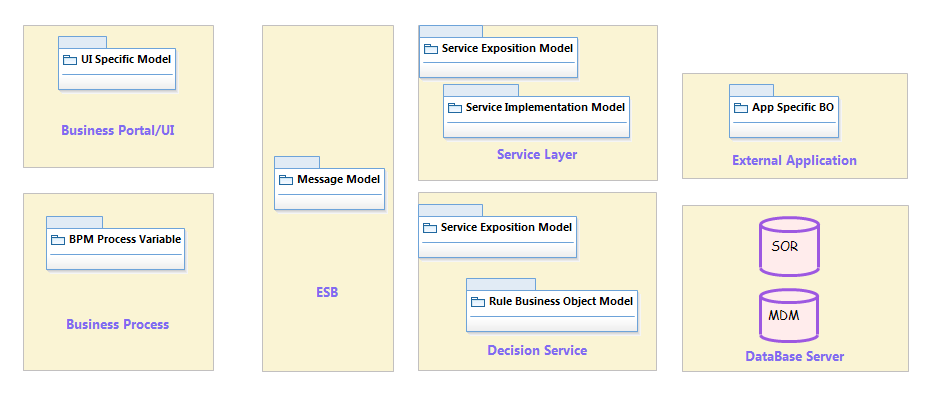 UI Specific Model
Business Portal/UI
BPM Process Variable
Business Process
Message Model
ESB
Service Exposition Model
Service Implementation Model
Service Layer
Service Exposition Model
Rule Business Object Model
Decision Service
App Specific BO
External Application
SOR
MDM
DataBase Server